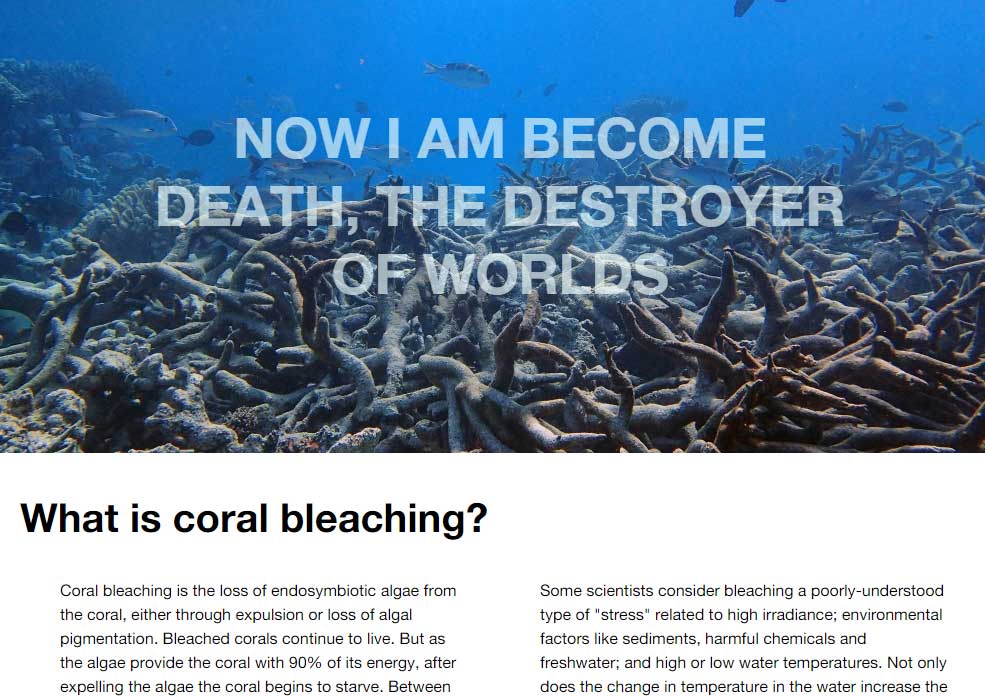 NOW I AM BECOME
DEATH, THE DESTROYER
OF WORLDS
What is coral bleaching?
Coral bleaching is the loss of endosymbiotic algae from
the coral, either through expulsion or loss of algal
pigmentation. Bleached corals continue to live. But as
the algae provide the coral with 90% of its energy, after
expelling the algae the coral begins to starve. Between
Some scientists consider bleaching a poorly-understood
type of "stress" related to high irradiance; environmental
factors like sediments, harmful chemicals and
freshwater; and high or low water temperatures. Not only
does the change in temperature in the water increase the